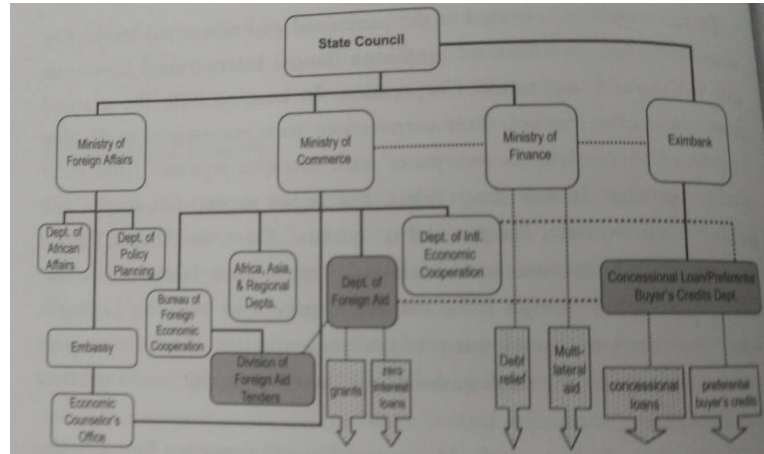 State Council
Ministry of
Foreign Affairs
Ministry of
Commerce
Ministry of
Finance
Eximbank
Dept. of
African
Affairs
Dept. of
Policy
Planning
Bureau of
Foreign
Economic
Cooperation
Africa, Asia,
& Regional
Depts.
Dept. of
Foreign Aid
Dept. of Intl.
Economic
Cooperation
Concessional Loan/Preferential
Buyer's Credits Dept.
Embassy
Division of
Foreign Aid
Tenders
Economic
Counselor's
Office
grants
zero
interest
loans
Debt
relief
Multi-
lateral
aid
concessional
loans
preferential
buyer's credits